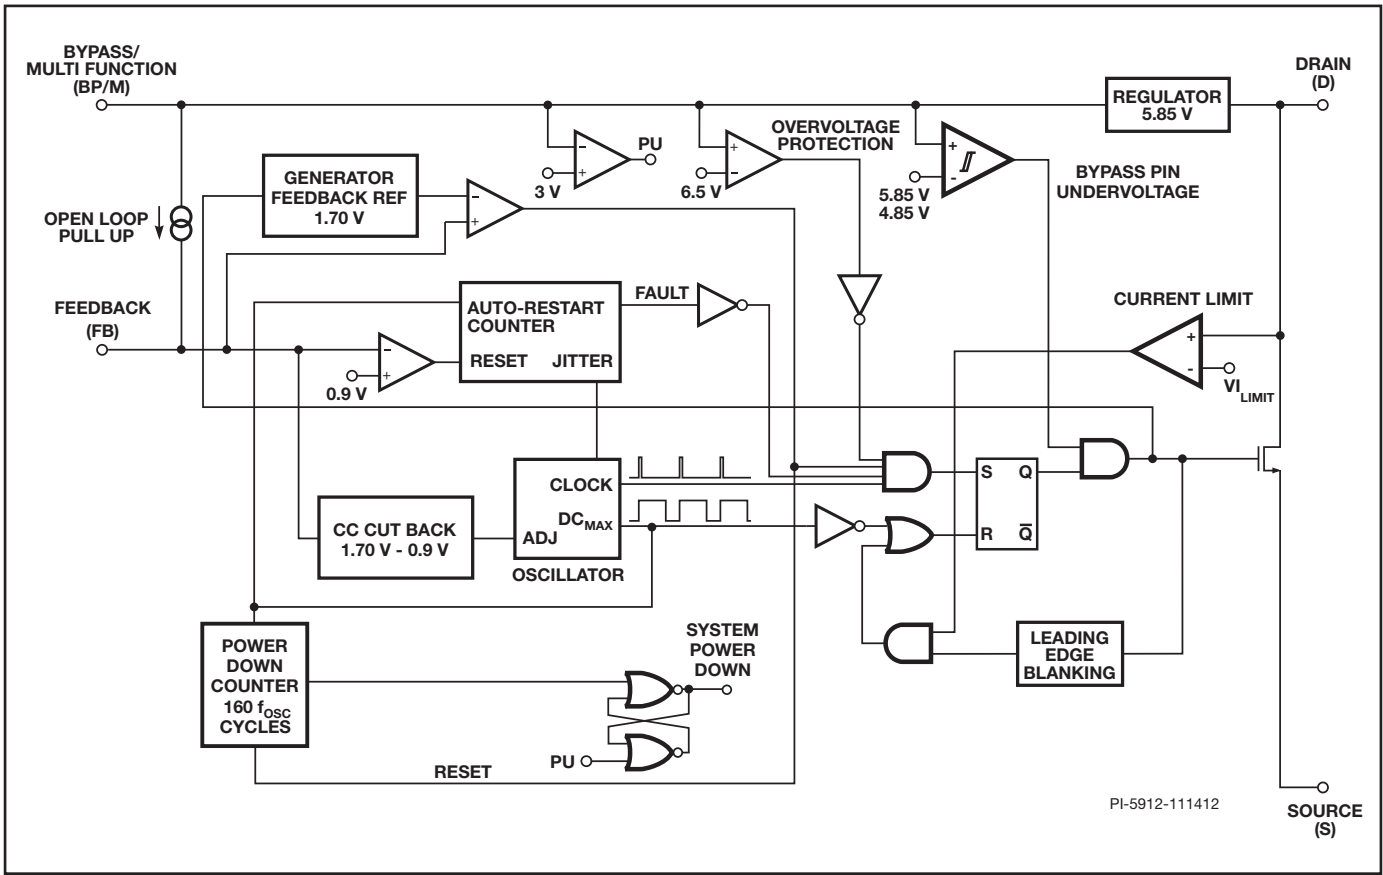 BYPASS/
MULTI FUNCTION
(BP/M)
DRAIN
(D)
REGULATOR
5.85 V
PU
3 V
-
+
OVERVOLTAGE
PROTECTION
6.5 V
+
-
BYPASS PIN
UNDERVOLTAGE
5.85 V
4.85 V
+
-
GENERATOR
FEEDBACK REF
1.70 V
-
+
OPEN LOOP
PULL UP
FEEDBACK
(FB)
AUTO-RESTART
COUNTER
RESET JITTER
FAULT
-
+
0.9 V
CURRENT LIMIT
+
-
VI LIMIT
CLOCK
DCMAX
ADJ
OSCILLATOR
CC CUT BACK
1.70 V - 0.9 V
S Q
R Q̅
POWER
DOWN
COUNTER
160 fOSC
CYCLES
SYSTEM
POWER
DOWN
PU
RESET
LEADING
EDGE
BLANKING
PI-5912-111412
SOURCE
(S)